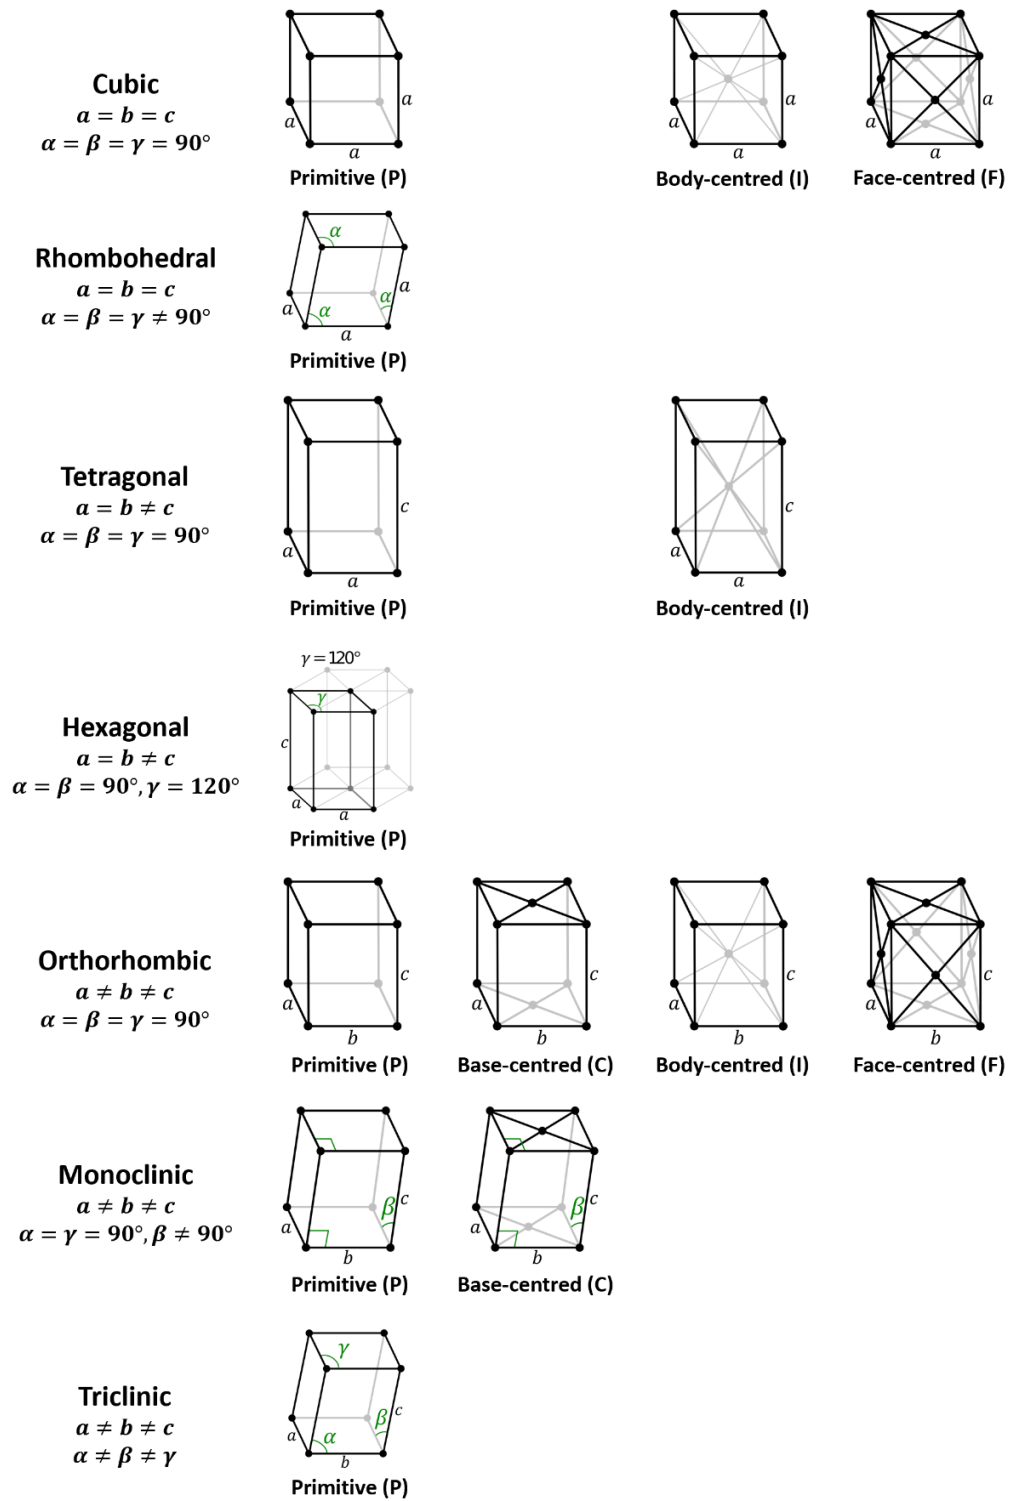 Cubic
a = b = c
α = β = γ = 90°
a
a
a
Primitive (P)
a
a
a
Body-centred (I)
a
a
a
Face-centred (F)
Rhombohedral
a = b = c
α = β = γ ≠ 90°
α
α
α
a
a
a
Primitive (P)
Tetragonal
a = b ≠ c
α = β = γ = 90°
c
a
a
Primitive (P)
c
a
a
Body-centred (I)
Hexagonal
a = b ≠ c
α = β = 90°, γ = 120°
γ = 120°
γ
c
a
a
Primitive (P)
Orthorhombic
a ≠ b ≠ c
α = β = γ = 90°
c
a
b
Primitive (P)
c
a
b
Base-centred (C)
c
a
b
Body-centred (I)
c
a
b
Face-centred (F)
Monoclinic
a ≠ b ≠ c
α = γ = 90°, β ≠ 90°
β
c
a
b
Primitive (P)
β
c
a
b
Base-centred (C)
Triclinic
a ≠ b ≠ c
α ≠ β ≠ γ
γ
β
c
α
a
b
Primitive (P)